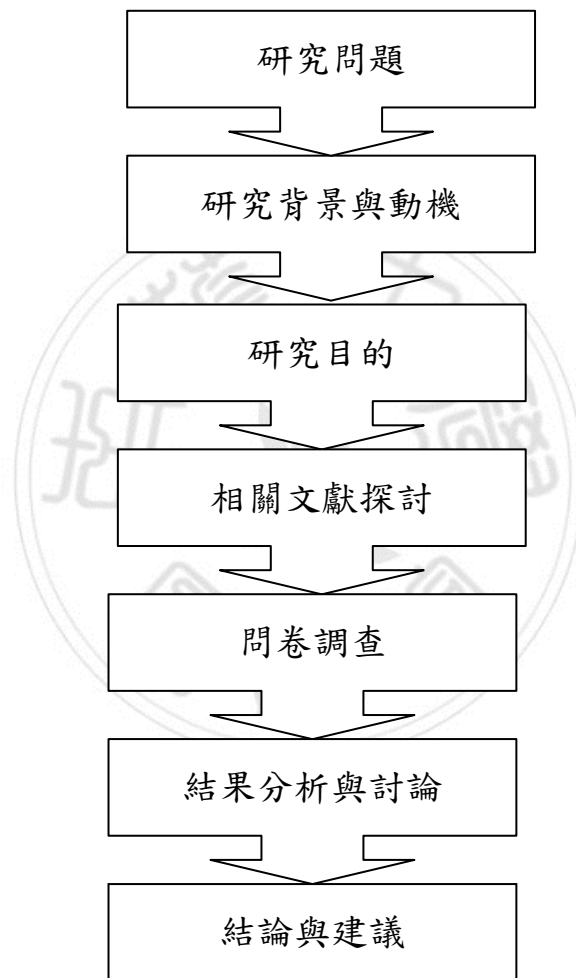 研究問題
研究背景與動機
研究目的
相關文獻探討
問卷調查
結果分析與討論
結論與建議